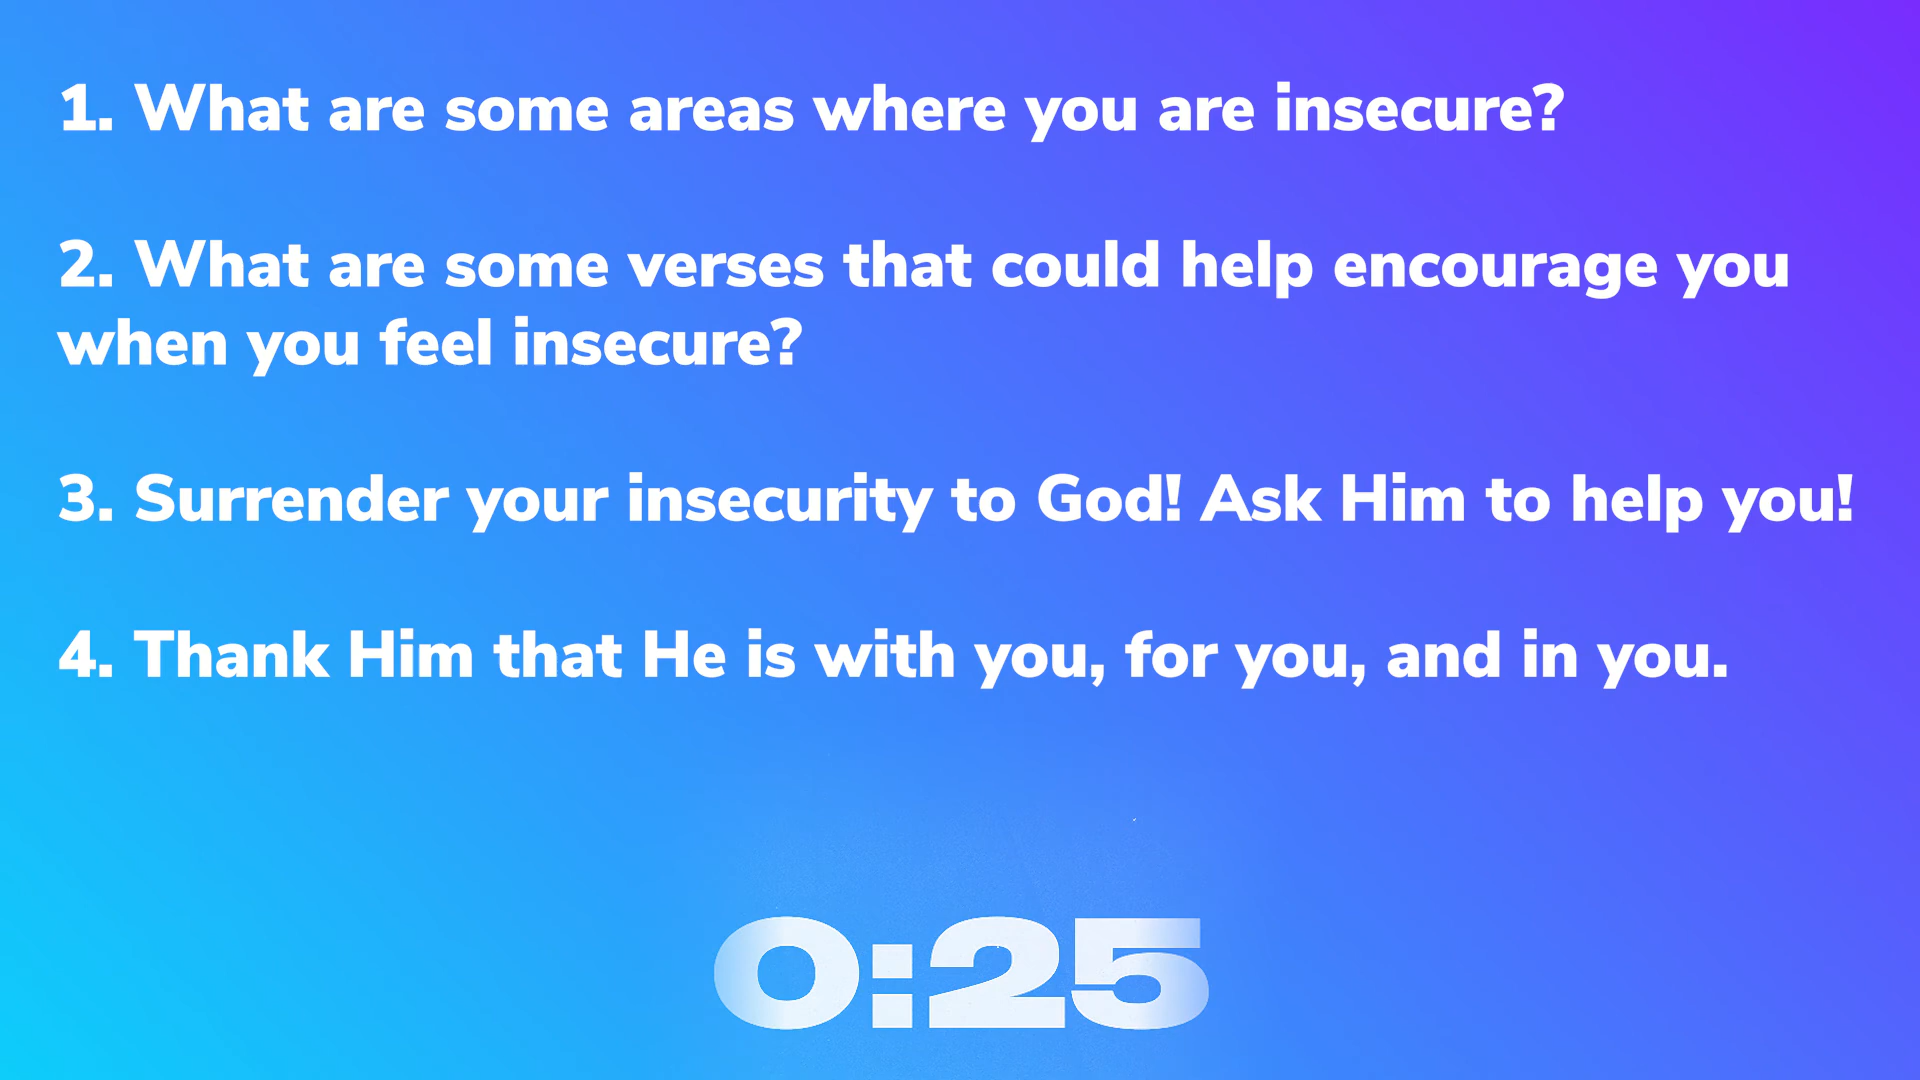 1. What are some areas where you are insecure?
2. What are some verses that could help encourage you
when you feel insecure?
3. Surrender your insecurity to God! Ask Him to help you!
4. Thank Him that He is with you, for you, and in you.
0:25